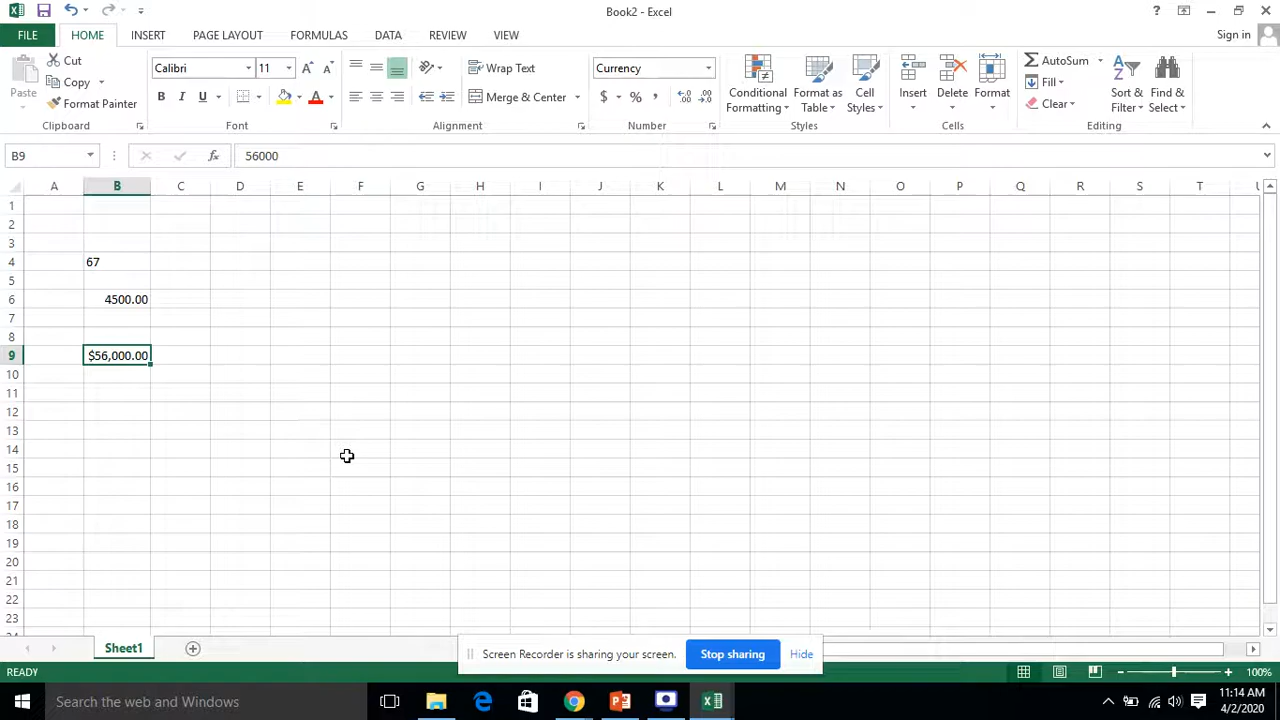 Book2 - Excel
?
FILE HOME INSERT PAGE LAYOUT FORMULAS DATA REVIEW VIEW Sign in
Paste
Cut
Copy
Format Painter
Clipboard
Calibri 11
B I U
Font
Wrap Text
Merge & Center
Alignment
Currency
$ % ,
Number
Conditional Formatting
Format as Table
Cell Styles
Styles
Insert Delete Format
Cells
AutoSum
Fill
Clear
Sort & Filter
Find & Select
Editing
B9 fx 56000
A B C D E F G H I J K L M N O P Q R S T U
1
2
3
4 67
5
6 4500.00
7
8
9 $56,000.00
10
11
12
13
14
15
16
17
18
19
20
21
22
23
24
Sheet1
Screen Recorder is sharing your screen. Stop sharing Hide
READY 100%
Search the web and Windows
11:14 AM
4/2/2020